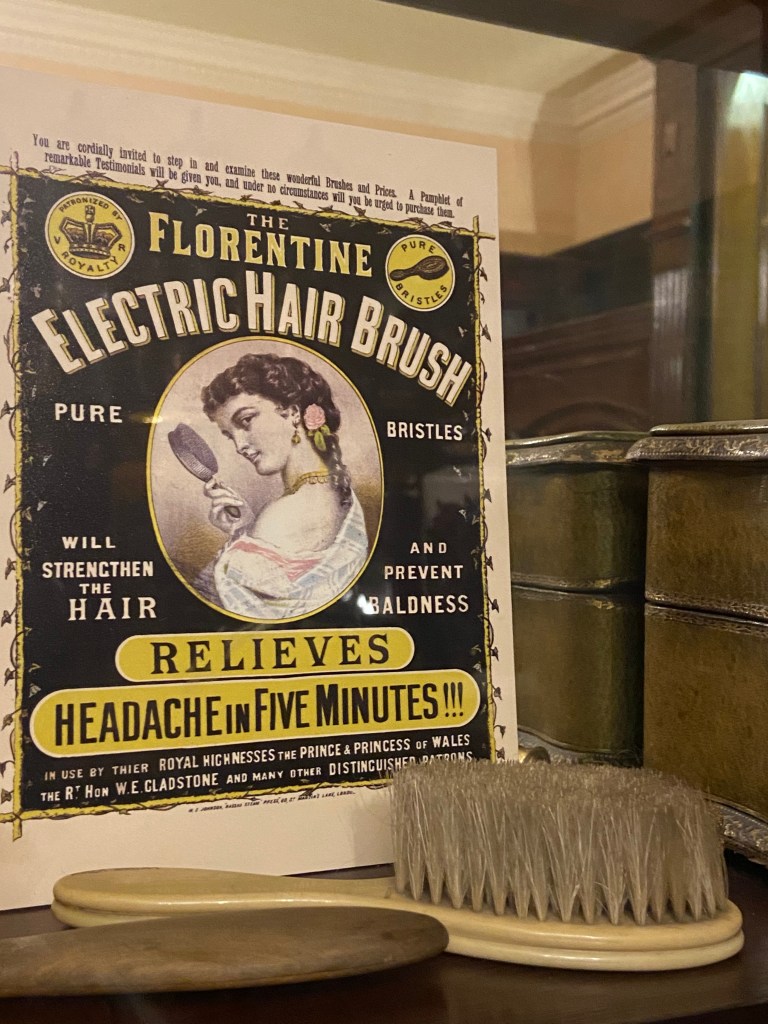 You are cordially invited to step in and examine these wonderful Brushes and Prices. A Pamphlet of
remarkable Testimonials will be given you, and under no circumstances will you be urged to purchase them.
PATRONIZED BY
V R
ROYALTY
THE
FLORENTINE
PURE
BRISTLES
ELECTRIC HAIR BRUSH
PURE
BRISTLES
WILL
STRENGTHEN
THE
HAIR
AND
PREVENT
BALDNESS
RELIEVES
HEADACHE IN FIVE MINUTES!!!
IN USE BY THIER ROYAL HIGHNESSES THE PRINCE & PRINCESS OF WALES
THE RT HON W.E. GLADSTONE AND MANY OTHER DISTINGUISHED PATRONS